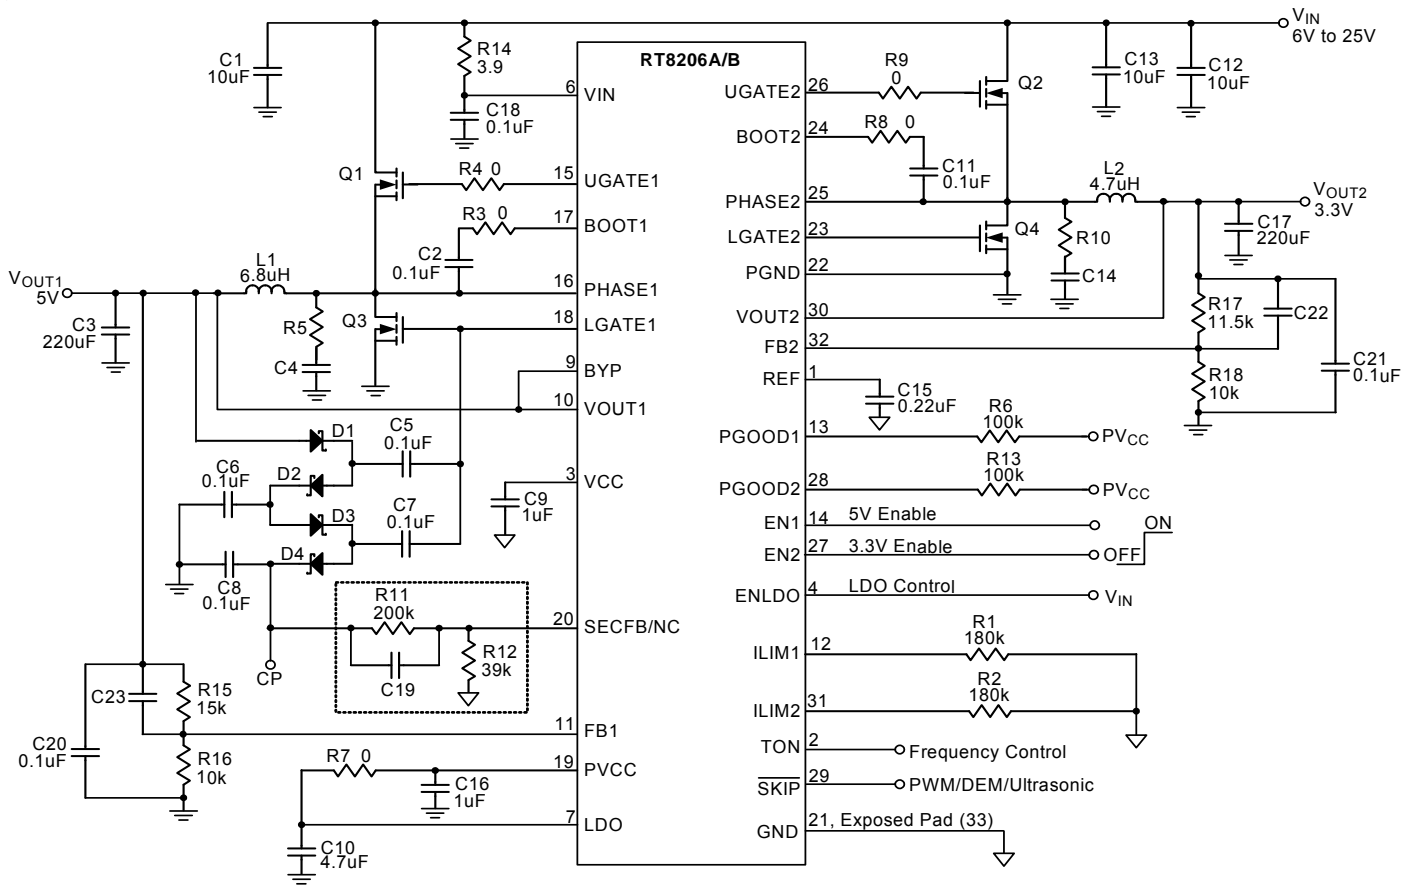 RT8206A/B
VIN
6V to 25V
C1
10uF
R14
3.9
6
VIN
C18
0.1uF
Q1
R4 0
15
UGATE1
R3 0
17
BOOT1
C2
0.1uF
L1
6.8uH
VOUT1
5V
16
PHASE1
C3
220uF
R5
C4
Q3
18
LGATE1
9
BYP
10
VOUT1
D1
C5
0.1uF
D2
C6
0.1uF
3
VCC
C9
1uF
D3
C7
0.1uF
D4
C8
0.1uF
R11
200k
20
SECFB/NC
C19
R12
39k
CP
C23
R15
15k
11
FB1
C20
0.1uF
R16
10k
R7 0
19
PVCC
C16
1uF
7
LDO
C10
4.7uF
UGATE2
26
R9
0
Q2
C13
10uF
C12
10uF
BOOT2
24
R8 0
C11
0.1uF
PHASE2
25
L2
4.7uH
VOUT2
3.3V
LGATE2
23
Q4
R10
C17
220uF
PGND
22
C14
VOUT2
30
R17
11.5k
C22
FB2
32
C21
0.1uF
REF
1
R18
10k
C15
0.22uF
PGOOD1
13
R6
100k
PVCC
PGOOD2
28
R13
100k
PVCC
EN1
14
5V Enable
ON
EN2
27
3.3V Enable
OFF
ENLDO
4
LDO Control
VIN
ILIM1
12
R1
180k
ILIM2
31
R2
180k
TON
2
Frequency Control
SKIP
29
PWM/DEM/Ultrasonic
GND
21, Exposed Pad (33)